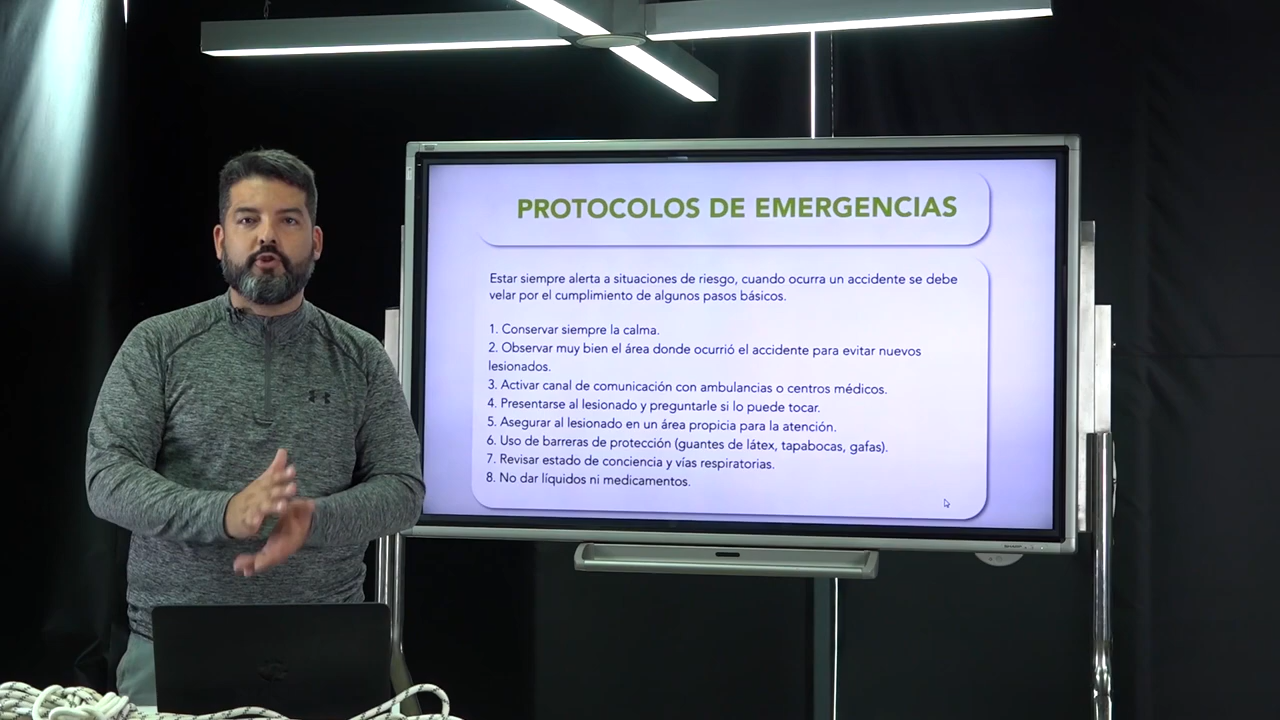 PROTOCOLOS DE EMERGENCIAS
Estar siempre alerta a situaciones de riesgo, cuando ocurra un accidente se debe
velar por el cumplimiento de algunos pasos básicos.
1. Conservar siempre la calma.
2. Observar muy bien el área donde ocurrió el accidente para evitar nuevos
lesionados.
3. Activar canal de comunicación con ambulancias o centros médicos.
4. Presentarse al lesionado y preguntarle si lo puede tocar.
5. Asegurar al lesionado en un área propicia para la atención.
6. Uso de barreras de protección (guantes de látex, tapabocas, gafas).
7. Revisar estado de conciencia y vías respiratorias.
8. No dar líquidos ni medicamentos.
SHARP